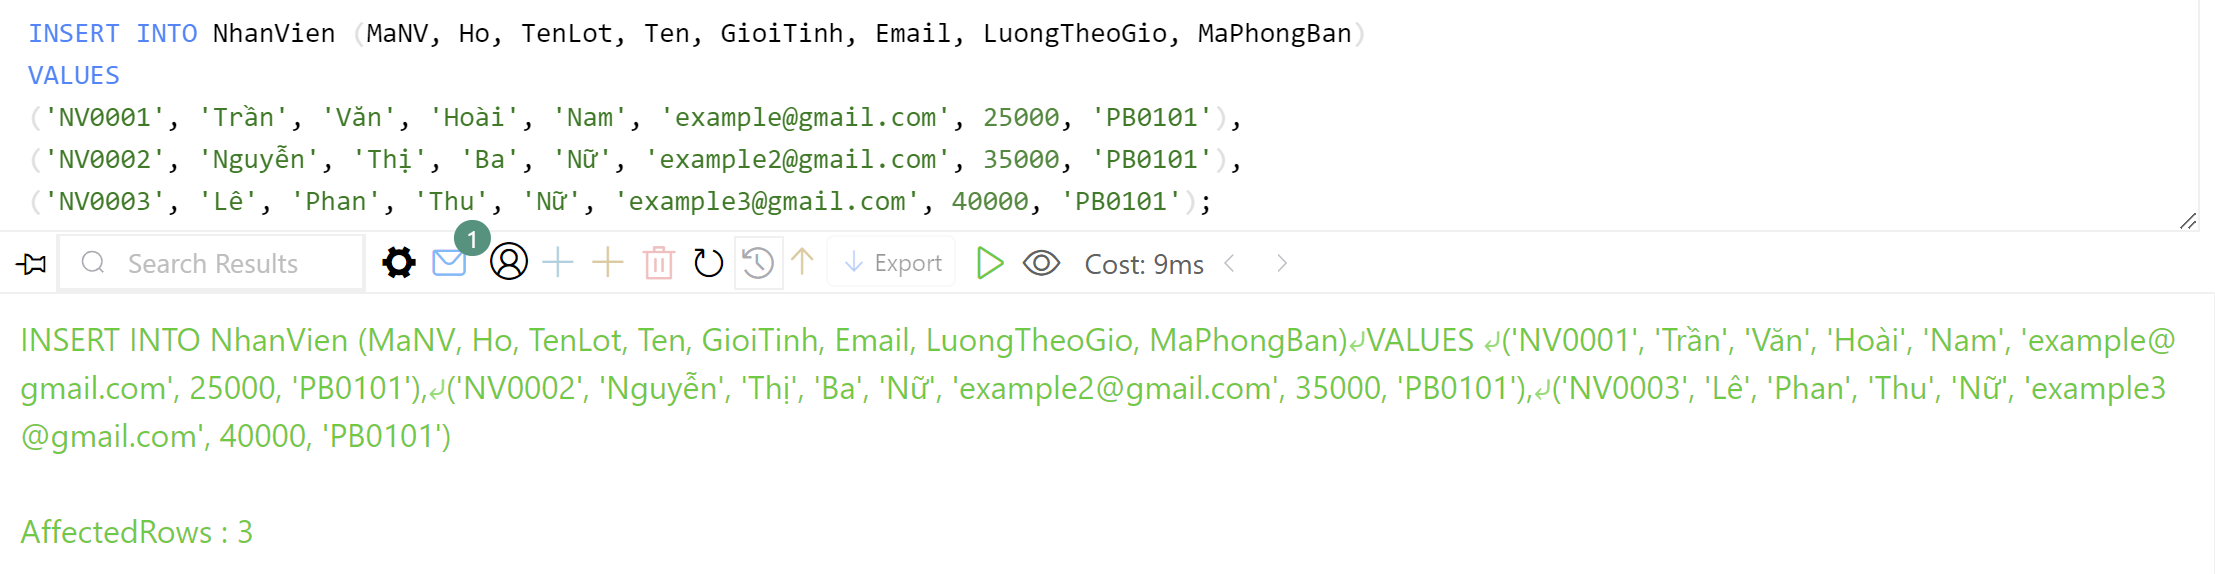 INSERT INTO NhanVien (MaNV, Ho, TenLot, Ten, GioiTinh, Email, LuongTheoGio, MaPhongBan)
VALUES
('NV0001', 'Trần', 'Văn', 'Hoài', 'Nam', 'example@gmail.com', 25000, 'PB0101'),
('NV0002', 'Nguyễn', 'Thị', 'Ba', 'Nữ', 'example2@gmail.com', 35000, 'PB0101'),
('NV0003', 'Lê', 'Phan', 'Thu', 'Nữ', 'example3@gmail.com', 40000, 'PB0101');
Search Results 1 Export Cost: 9ms
INSERT INTO NhanVien (MaNV, Ho, TenLot, Ten, GioiTinh, Email, LuongTheoGio, MaPhongBan)↲VALUES ↲('NV0001', 'Trần', 'Văn', 'Hoài', 'Nam', 'example@
gmail.com', 25000, 'PB0101'),↲('NV0002', 'Nguyễn', 'Thị', 'Ba', 'Nữ', 'example2@gmail.com', 35000, 'PB0101'),↲('NV0003', 'Lê', 'Phan', 'Thu', 'Nữ', 'example3
@gmail.com', 40000, 'PB0101')
AffectedRows : 3